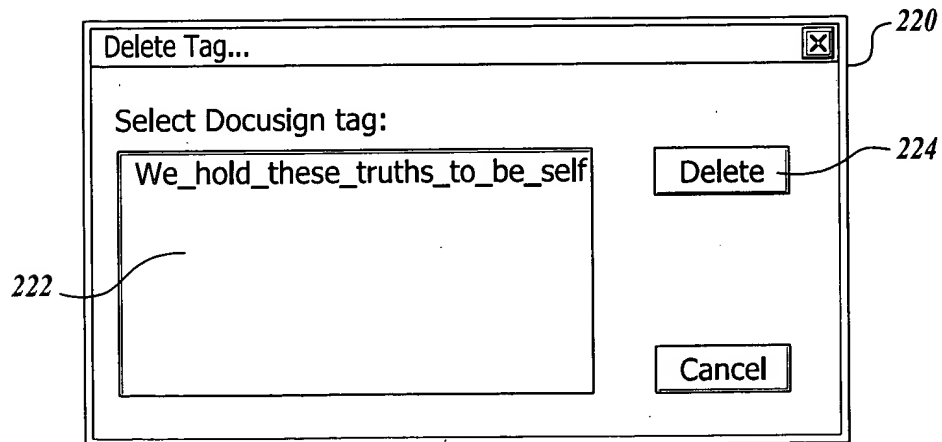 220
Delete Tag...
Select Docusign tag:
We_hold_these_truths_to_be_self
Delete
224
222
Cancel